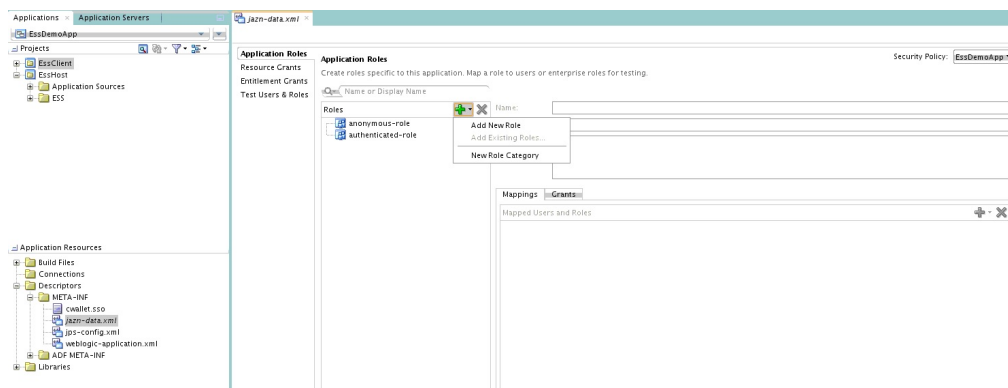 Applications
Application Servers
EssDemoApp
Projects
EssClient
EssHost
Application Sources
ESS
Application Resources
Build Files
Connections
Descriptors
META-INF
cwallet.sso
jazn-data.xml
jps-config.xml
weblogic-application.xml
ADF META-INF
Libraries
jazn-data.xml
Application Roles
Resource Grants
Entitlement Grants
Test Users & Roles
Application Roles
Security Policy: EssDemoApp
Create roles specific to this application. Map a role to users or enterprise roles for testing.
Name or Display Name
Roles
anonymous-role
authenticated-role
Add New Role
Add Existing Roles...
New Role Category
Name:
Mappings
Grants
Mapped Users and Roles